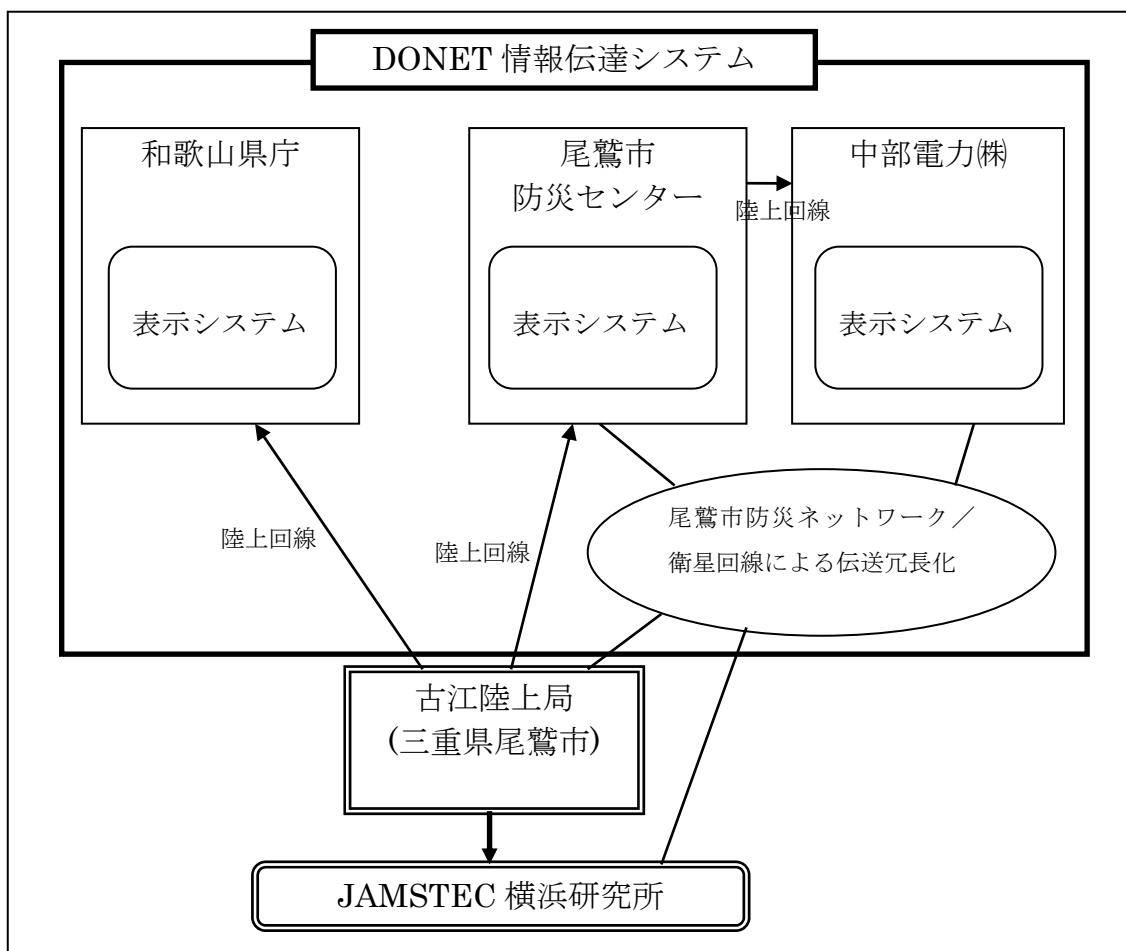 DONET 情報伝達システム
和歌山県庁
表示システム
尾鷲市
防災センター
表示システム
陸上回線
中部電力㈱
表示システム
陸上回線
陸上回線
尾鷲市防災ネットワーク／
衛星回線による伝送冗長化
古江陸上局
(三重県尾鷲市)
JAMSTEC 横浜研究所